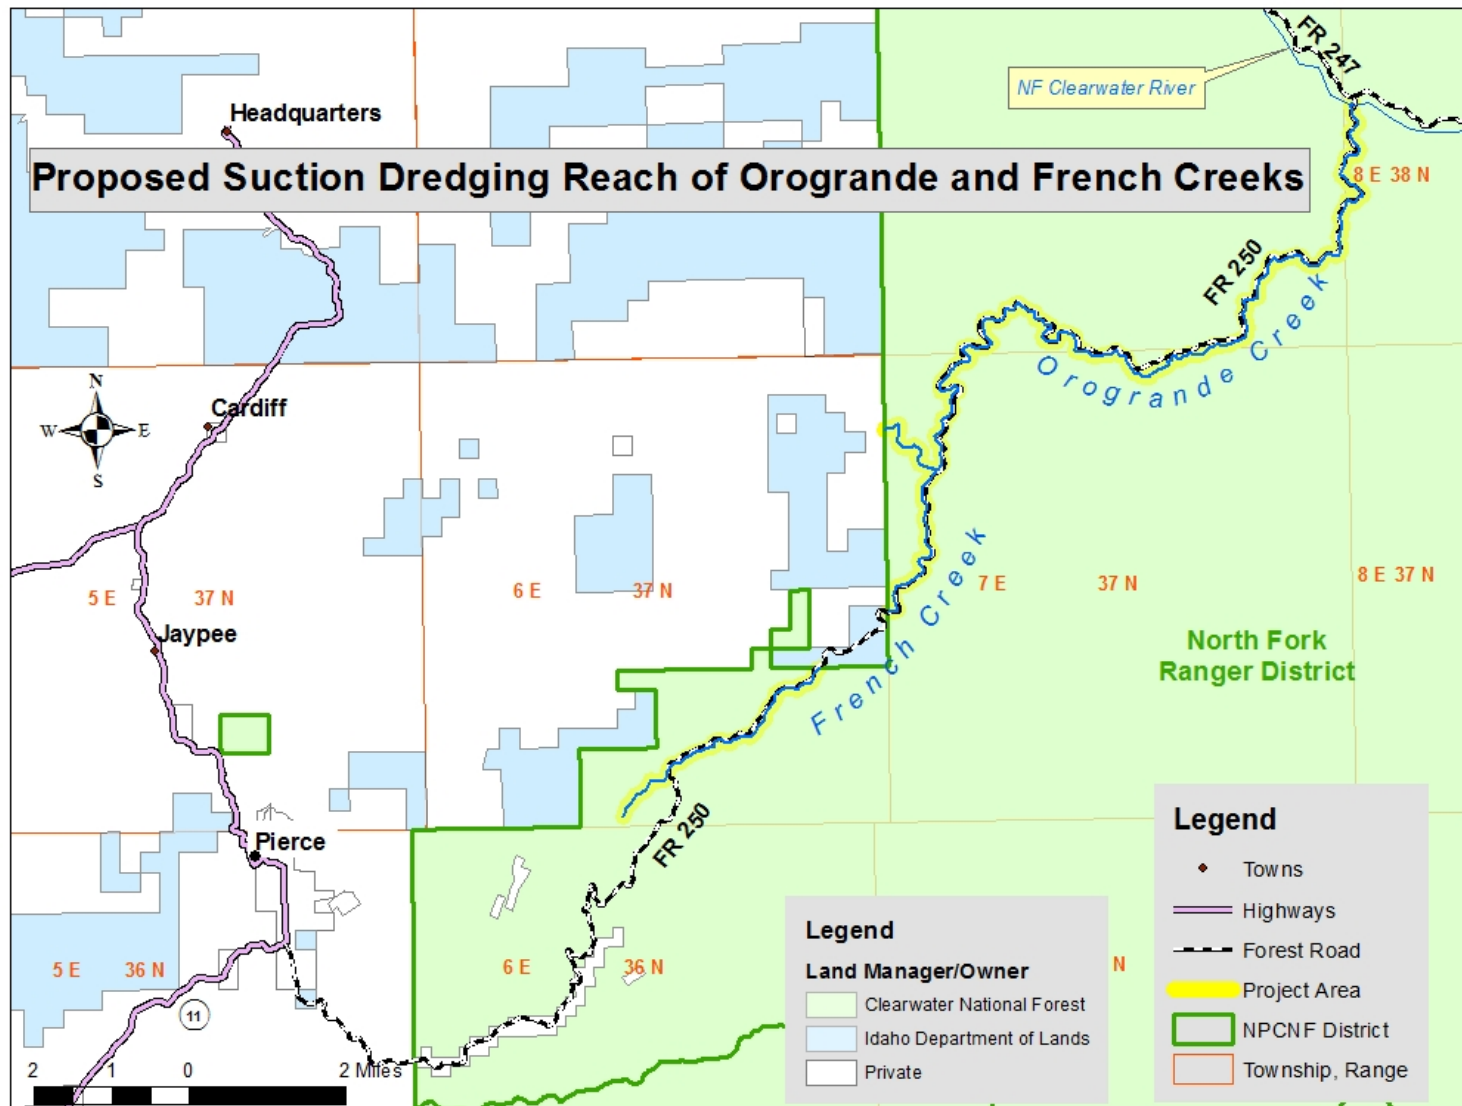 FR 247
NF Clearwater River
Headquarters
Proposed Suction Dredging Reach of Orogrande and French Creeks
8 E 38 N
FR 250
Orogrande Creek
N
W E
S
Cardiff
French Creek
5 E 37 N
6 E 37 N
7 E 37 N
8 E 37 N
Jaypee
North Fork
Ranger District
FR 250
Pierce
5 E 36 N
6 E 36 N
N
11
2 1 0 2 Miles
Legend
Land Manager/Owner
Clearwater National Forest
Idaho Department of Lands
Private
Legend
Towns
Highways
Forest Road
Project Area
NPCNF District
Township, Range